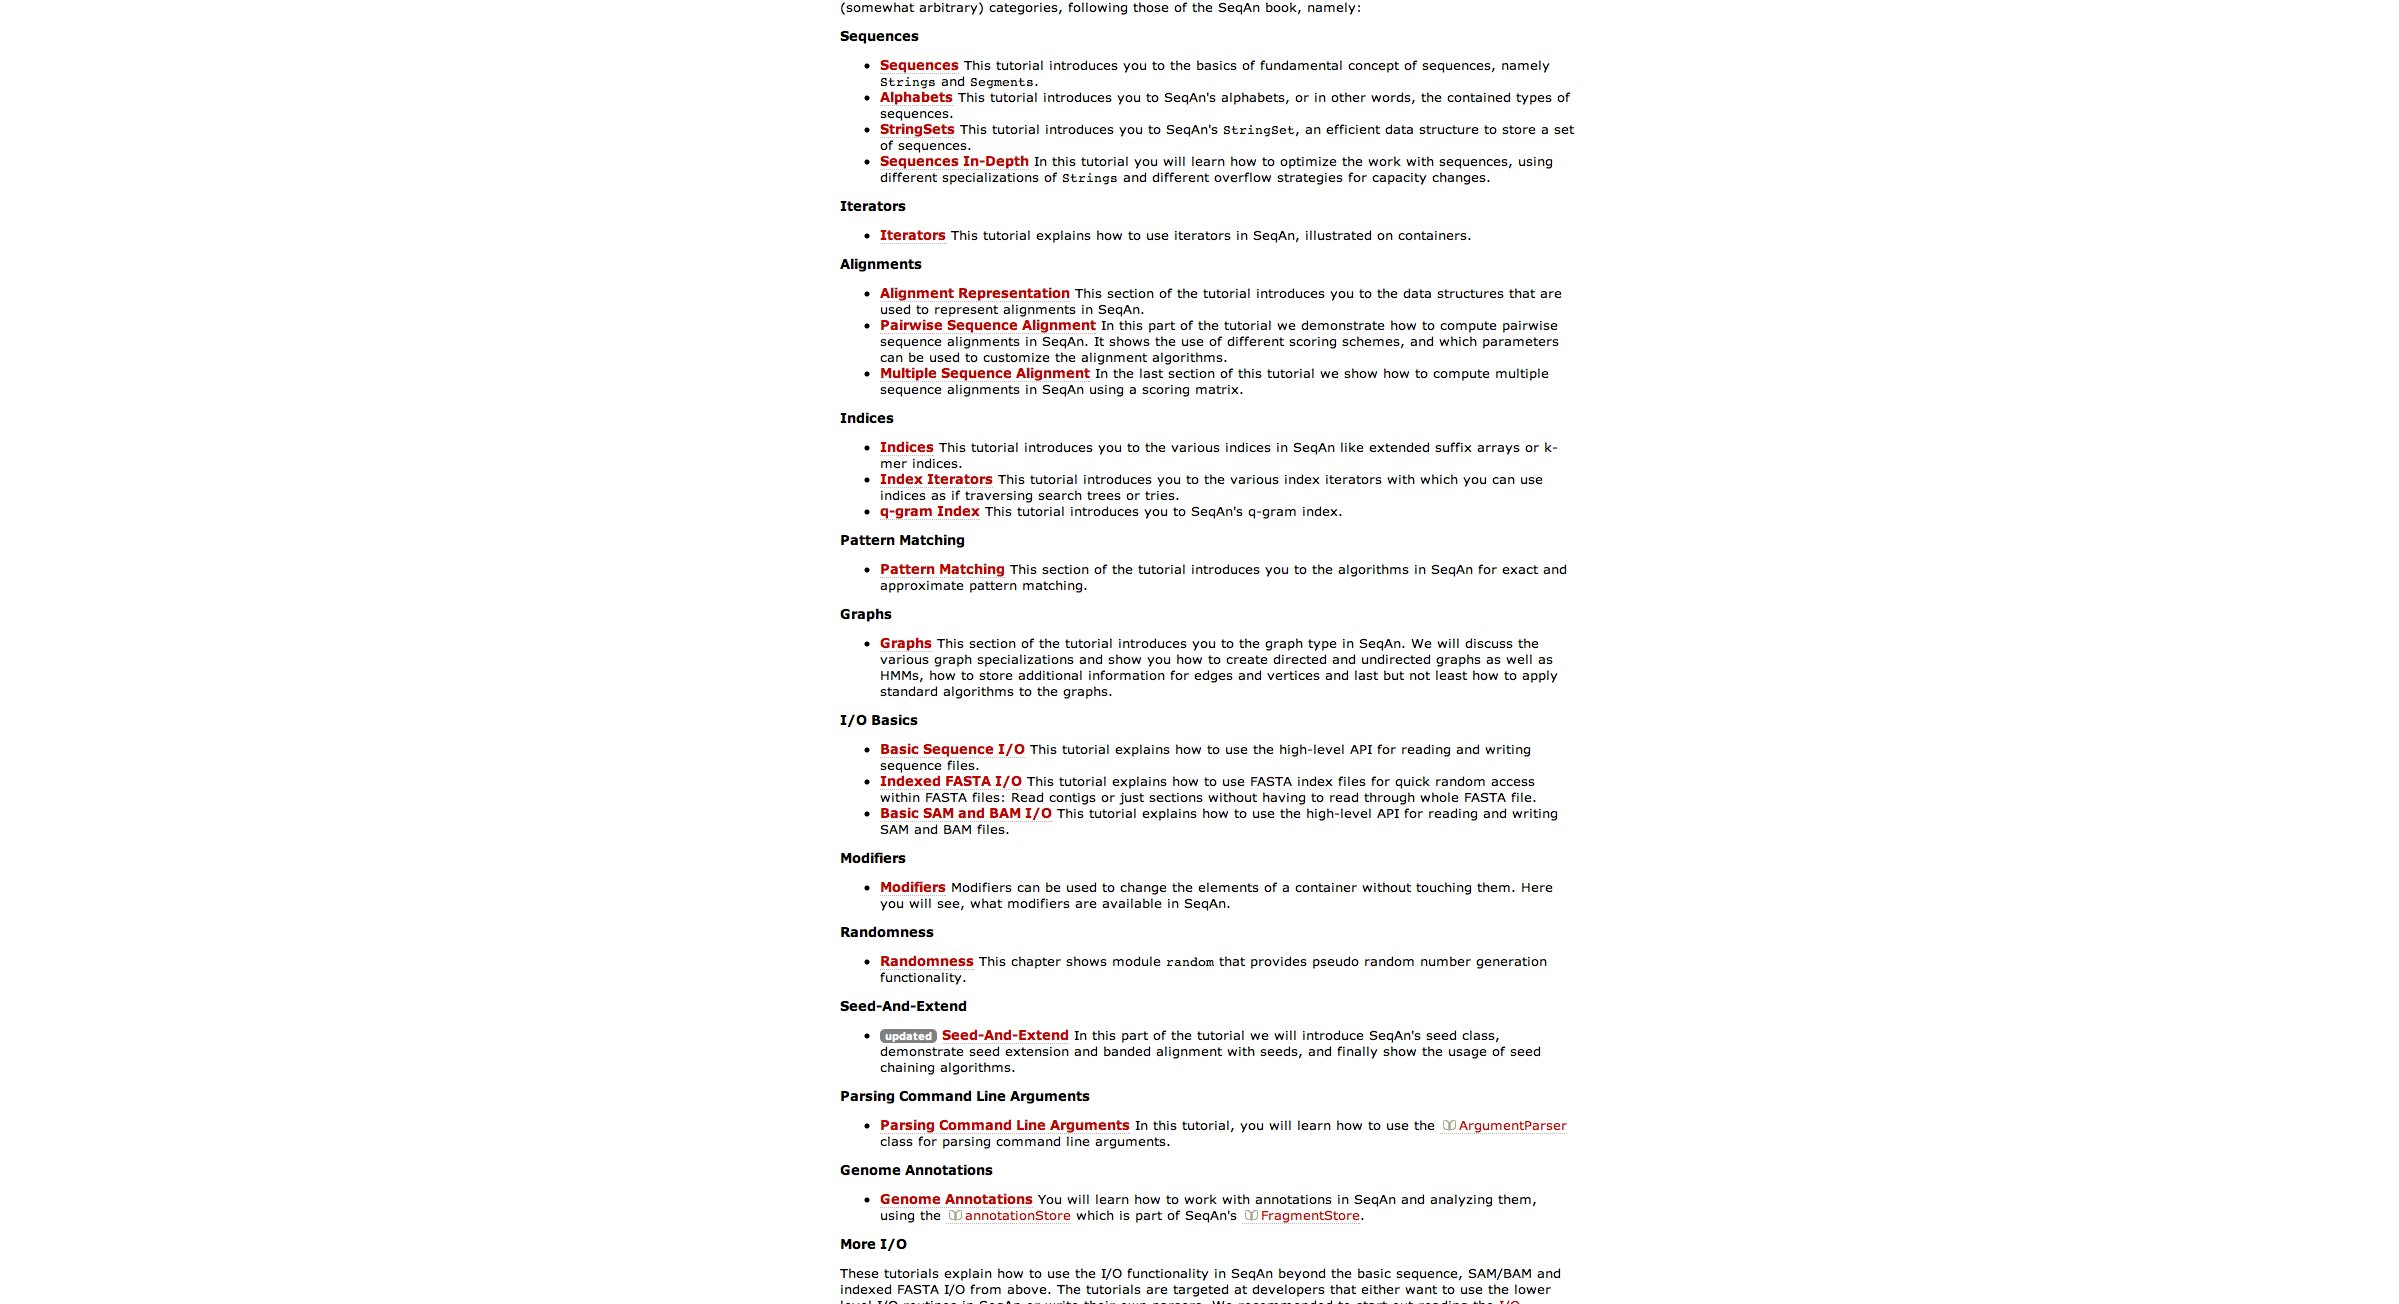 (somewhat arbitrary) categories, following those of the SeqAn book, namely:
Sequences
Sequences This tutorial introduces you to the basics of fundamental concept of sequences, namely
Strings and Segments.
Alphabets This tutorial introduces you to SeqAn's alphabets, or in other words, the contained types of
sequences.
StringSets This tutorial introduces you to SeqAn's StringSet, an efficient data structure to store a set
of sequences.
Sequences In-Depth In this tutorial you will learn how to optimize the work with sequences, using
different specializations of Strings and different overflow strategies for capacity changes.
Iterators
Iterators This tutorial explains how to use iterators in SeqAn, illustrated on containers.
Alignments
Alignment Representation This section of the tutorial introduces you to the data structures that are
used to represent alignments in SeqAn.
Pairwise Sequence Alignment In this part of the tutorial we demonstrate how to compute pairwise
sequence alignments in SeqAn. It shows the use of different scoring schemes, and which parameters
can be used to customize the alignment algorithms.
Multiple Sequence Alignment In the last section of this tutorial we show how to compute multiple
sequence alignments in SeqAn using a scoring matrix.
Indices
Indices This tutorial introduces you to the various indices in SeqAn like extended suffix arrays or k-
mer indices.
Index Iterators This tutorial introduces you to the various index iterators with which you can use
indices as if traversing search trees or tries.
q-gram Index This tutorial introduces you to SeqAn's q-gram index.
Pattern Matching
Pattern Matching This section of the tutorial introduces you to the algorithms in SeqAn for exact and
approximate pattern matching.
Graphs
Graphs This section of the tutorial introduces you to the graph type in SeqAn. We will discuss the
various graph specializations and show you how to create directed and undirected graphs as well as
HMMs, how to store additional information for edges and vertices and last but not least how to apply
standard algorithms to the graphs.
I/O Basics
Basic Sequence I/O This tutorial explains how to use the high-level API for reading and writing
sequence files.
Indexed FASTA I/O This tutorial explains how to use FASTA index files for quick random access
within FASTA files: Read contigs or just sections without having to read through whole FASTA file.
Basic SAM and BAM I/O This tutorial explains how to use the high-level API for reading and writing
SAM and BAM files.
Modifiers
Modifiers Modifiers can be used to change the elements of a container without touching them. Here
you will see, what modifiers are available in SeqAn.
Randomness
Randomness This chapter shows module random that provides pseudo random number generation
functionality.
Seed-And-Extend
updated Seed-And-Extend In this part of the tutorial we will introduce SeqAn's seed class,
demonstrate seed extension and banded alignment with seeds, and finally show the usage of seed
chaining algorithms.
Parsing Command Line Arguments
Parsing Command Line Arguments In this tutorial, you will learn how to use the ArgumentParser
class for parsing command line arguments.
Genome Annotations
Genome Annotations You will learn how to work with annotations in SeqAn and analyzing them,
using the annotationStore which is part of SeqAn's FragmentStore.
More I/O
These tutorials explain how to use the I/O functionality in SeqAn beyond the basic sequence, SAM/BAM and
indexed FASTA I/O from above. The tutorials are targeted at developers that either want to use the lower
level I/O routines in SeqAn or write their own parsers. We recommended to start out reading the I/O